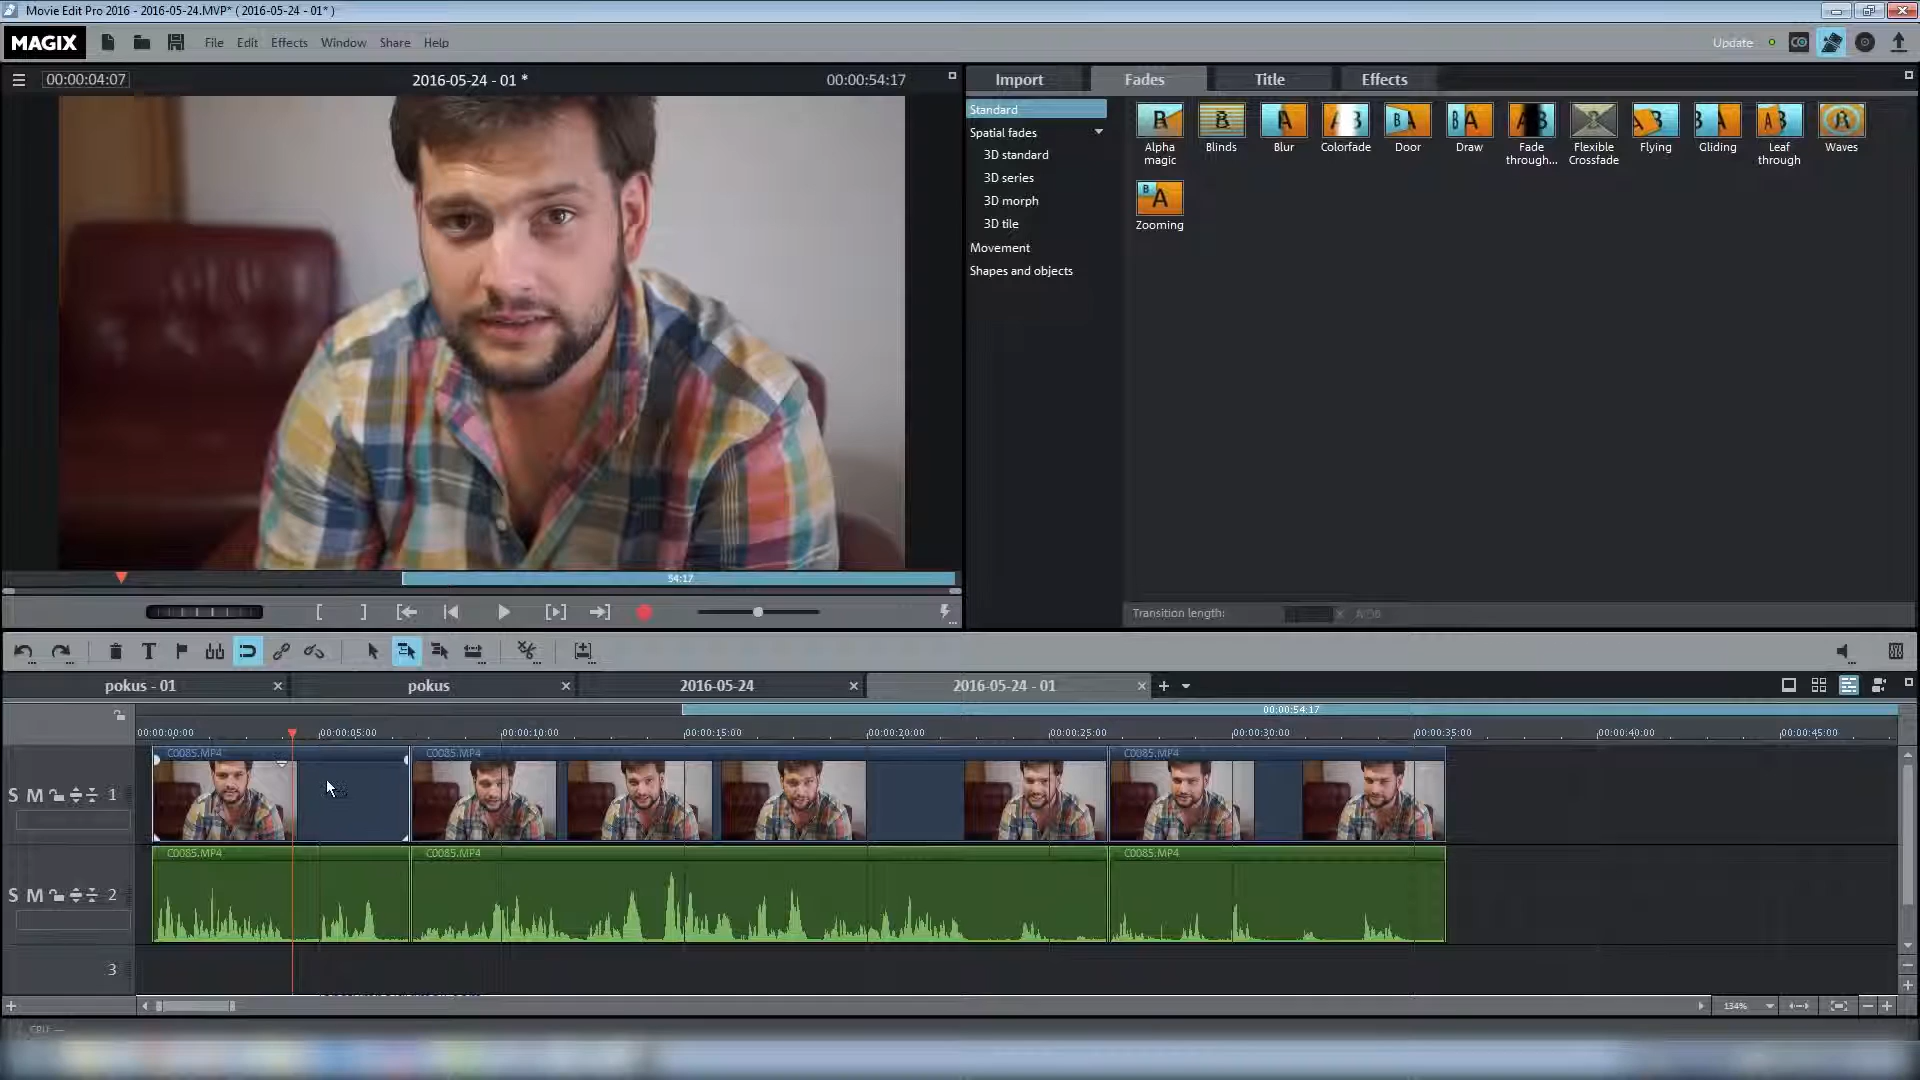 Movie Edit Pro 2016 - 2016-05-24.MVP* ( 2016-05-24 - 01* )
MAGIX
File Edit Effects Window Share Help
Update
00:00:04:07
2016-05-24 - 01 *
00:00:54:17
Import Fades Title Effects
Standard
Spatial fades
3D standard
3D series
3D morph
3D tile
Movement
Shapes and objects
Alpha magic
Blinds
Blur
Colorfade
Door
Draw
Fade through...
Flexible Crossfade
Flying
Gliding
Leaf through
Waves
Zooming
54:17
Transition length:
pokus - 01
pokus
2016-05-24
2016-05-24 - 01
00:00:54:17
00:00:00:00 00:00:05:00 00:00:10:00 00:00:15:00 00:00:20:00 00:00:25:00 00:00:30:00 00:00:35:00 00:00:40:00 00:00:45:00
C0085.MP4 C0085.MP4 C0085.MP4
S M 1
C0085.MP4 C0085.MP4 C0085.MP4
S M 2
3
134%
CPU: —